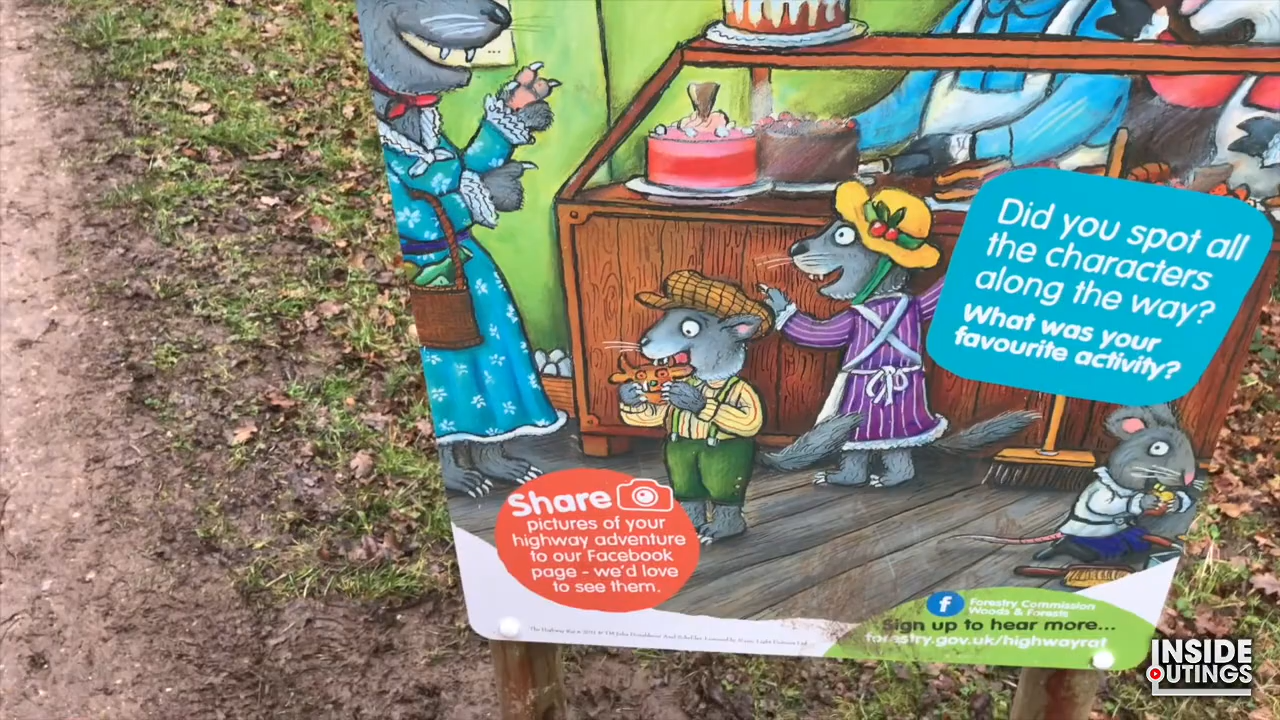 Did you spot all
the characters
along the way?
What was your
favourite activity?
Share
pictures of your
highway adventure
to our Facebook
page - we'd love
to see them.
f
Forestry Commission
Woods & Forests
Sign up to hear more...
forestry.gov.uk/highwayrat
INSIDE
OUTINGS